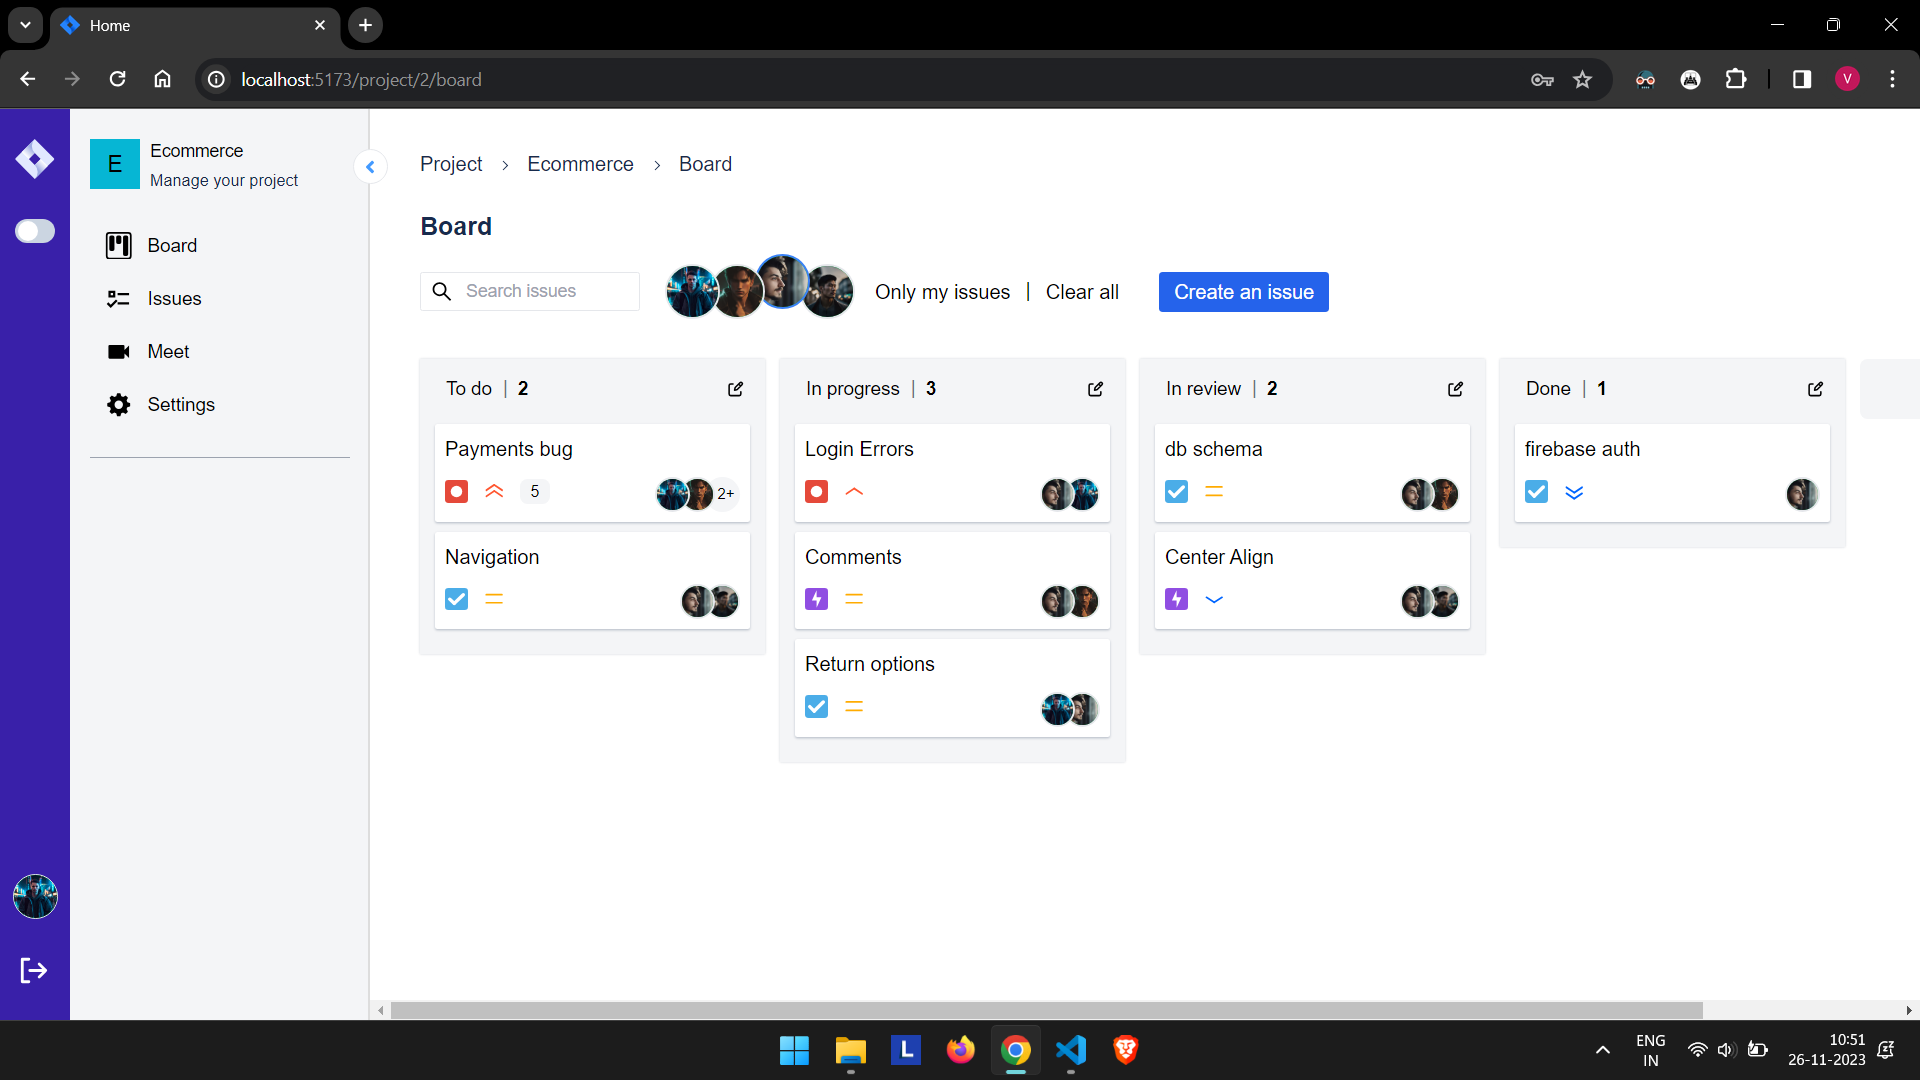 Home
localhost:5173/project/2/board
V
E
Ecommerce
Manage your project
Board
Issues
Meet
Settings
Project > Ecommerce > Board
Board
Search issues
Only my issues | Clear all
Create an issue
To do | 2
Payments bug
5
2+
Navigation
In progress | 3
Login Errors
Comments
Return options
In review | 2
db schema
Center Align
Done | 1
firebase auth
L
ENG
IN
10:51
26-11-2023